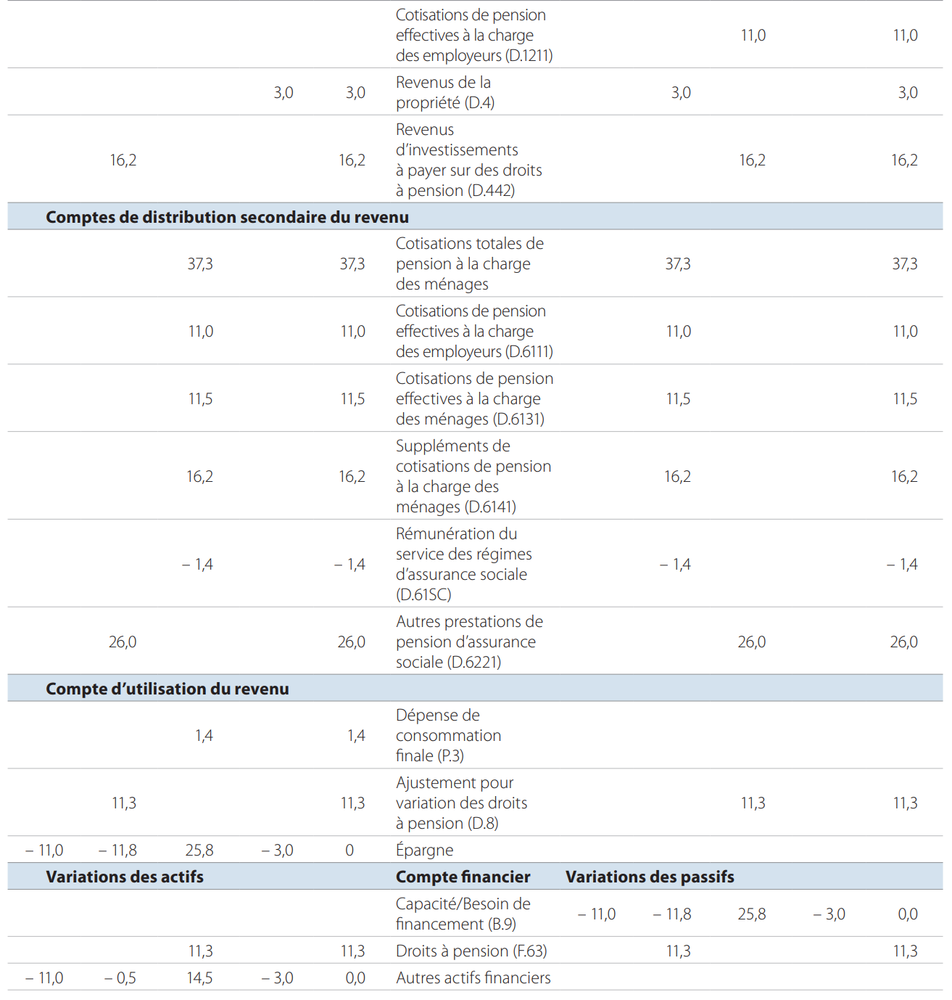 Cotisations de pension
effectives à la charge
des employeurs (D.1211)
11,0 11,0
3,0 3,0
Revenus de la
propriété (D.4)
3,0 3,0
16,2 16,2
Revenus
d’investissements
à payer sur des droits
à pension (D.442)
16,2 16,2
Comptes de distribution secondaire du revenu
37,3 37,3
Cotisations totales de
pension à la charge
des ménages
37,3 37,3
11,0 11,0
Cotisations de pension
effectives à la charge
des employeurs (D.6111)
11,0 11,0
11,5 11,5
Cotisations de pension
effectives à la charge
des ménages (D.6131)
11,5 11,5
16,2 16,2
Suppléments de
cotisations de pension
à la charge des
ménages (D.6141)
16,2 16,2
– 1,4 – 1,4
Rémunération du
service des régimes
d’assurance sociale
(D.61SC)
– 1,4 – 1,4
26,0 26,0
Autres prestations de
pension d’assurance
sociale (D.6221)
26,0 26,0
Compte d’utilisation du revenu
1,4 1,4
Dépense de
consommation
finale (P.3)
11,3 11,3
Ajustement pour
variation des droits
à pension (D.8)
11,3 11,3
– 11,0 – 11,8 25,8 – 3,0 0 Épargne
Variations des actifs Compte financier Variations des passifs
Capacité/Besoin de
financement (B.9)
– 11,0 – 11,8 25,8 – 3,0 0,0
11,3 11,3 Droits à pension (F.63) 11,3 11,3
– 11,0 – 0,5 14,5 – 3,0 0,0 Autres actifs financiers